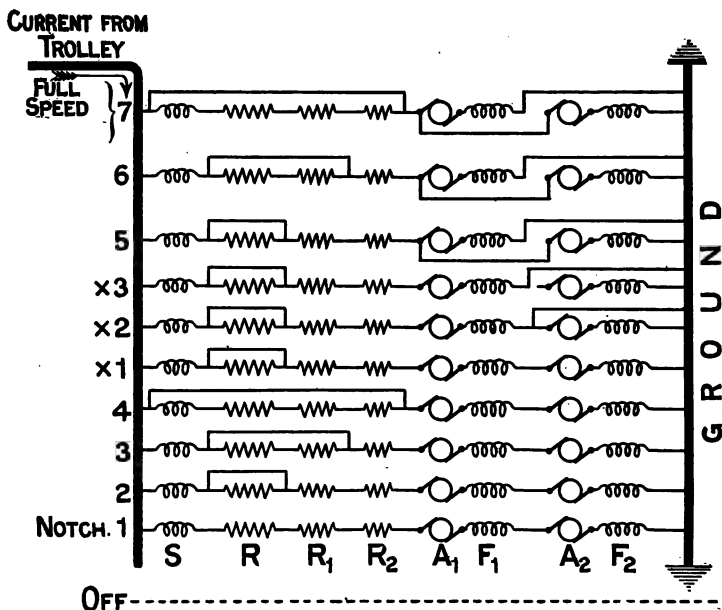 CURRENT FROM
TROLLEY
FULL
SPEED
7
6
5
×3
×2
×1
4
3
2
NOTCH. 1
S R R1 R2 A1 F1 A2 F2
OFF
GROUND